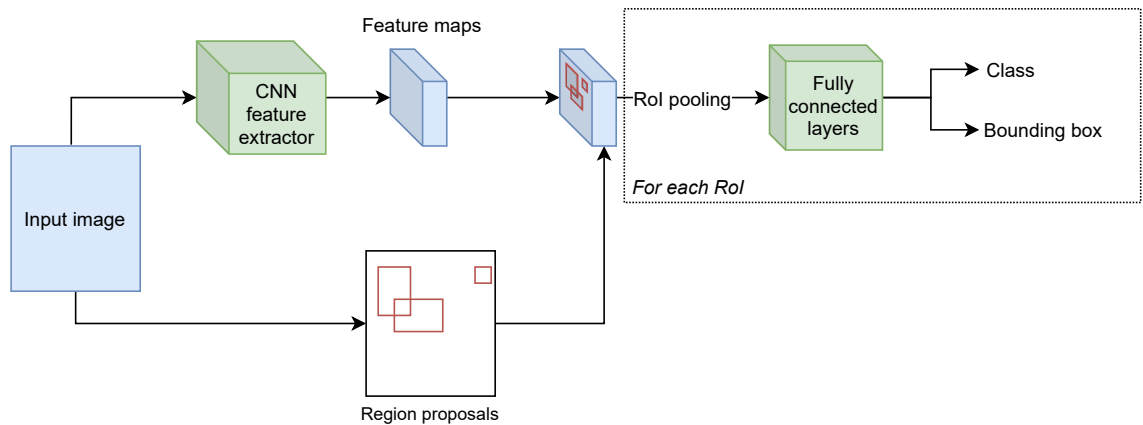 Feature maps
CNN
feature
extractor
RoI pooling
Fully
connected
layers
Class
Bounding box
For each RoI
Input image
Region proposals